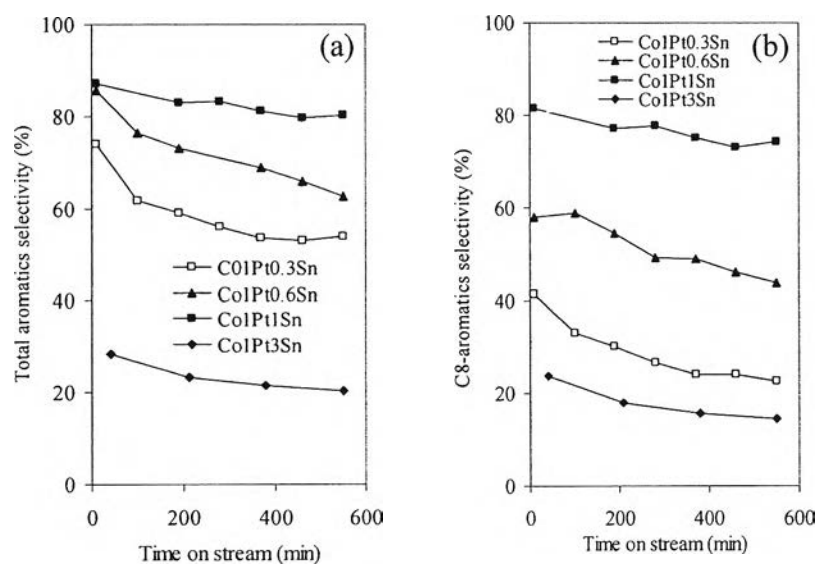 (a)
100
80
60
40
20
0
Total aromatics selectivity (%)
C01Pt0.3Sn
Co1Pt0.6Sn
Co1Pt1Sn
Co1Pt3Sn
0 200 400 600
Time on stream (min)
(b)
100
80
60
40
20
0
C8-aromatics selectivity (%)
Co1Pt0.3Sn
Co1Pt0.6Sn
Co1Pt1Sn
Co1Pt3Sn
0 200 400 600
Time on stream (min)